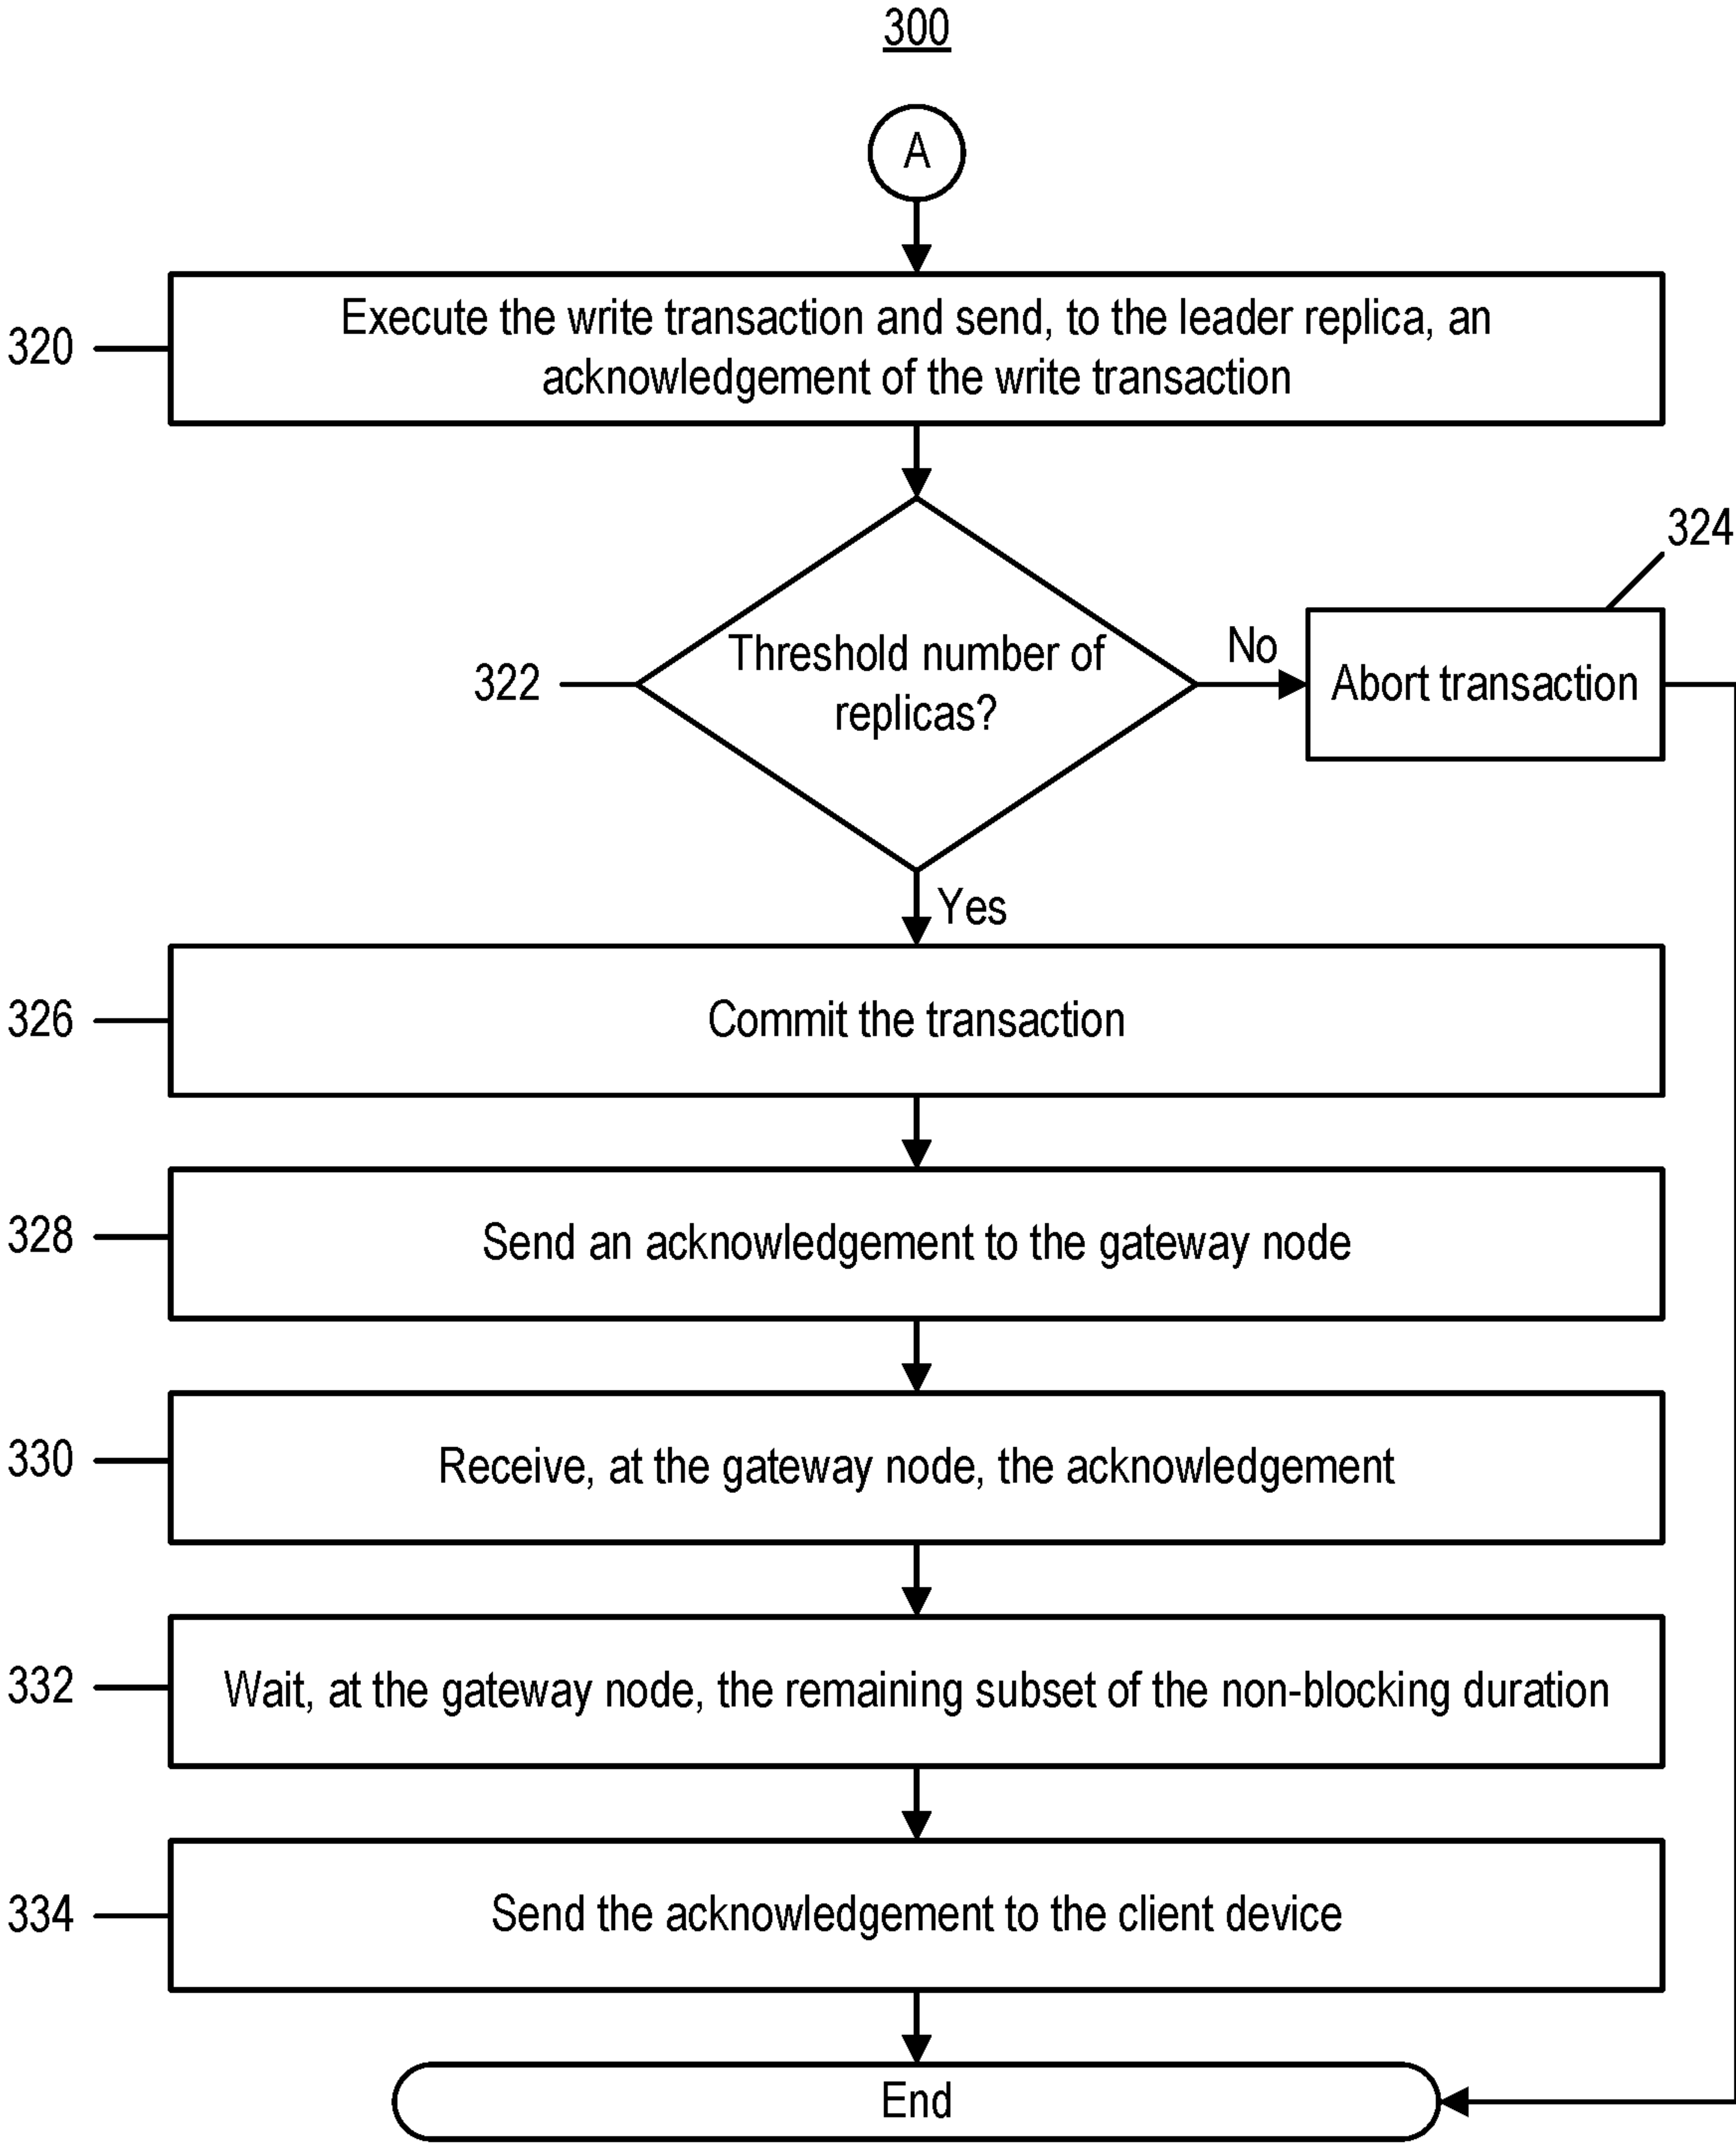 300
A
320
Execute the write transaction and send, to the leader replica, an
acknowledgement of the write transaction
324
322
Threshold number of
replicas?
No
Abort transaction
Yes
326
Commit the transaction
328
Send an acknowledgement to the gateway node
330
Receive, at the gateway node, the acknowledgement
332
Wait, at the gateway node, the remaining subset of the non-blocking duration
334
Send the acknowledgement to the client device
End